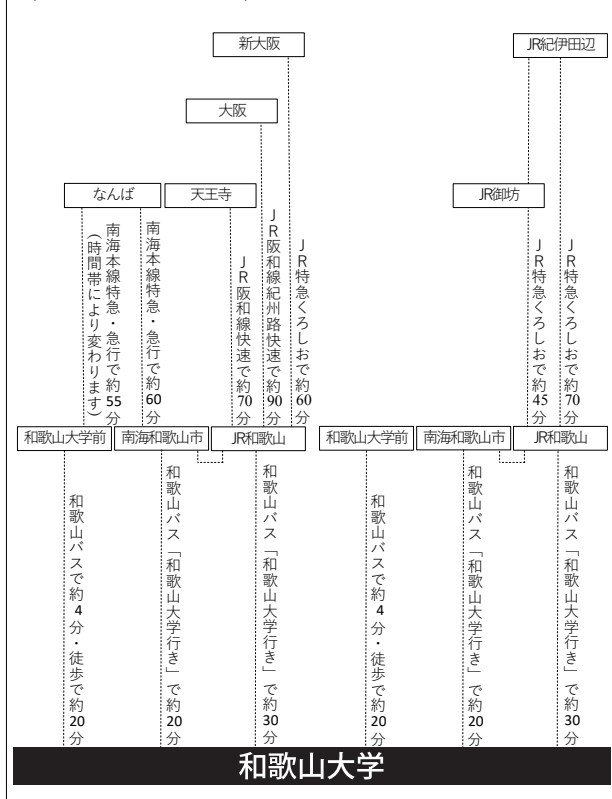 新大阪
JR紀伊田辺
大阪
なんば
天王寺
JR御坊
南海本線特急・急行で約55分
(時間帯により変わります)
南海本線特急・急行で約60分
JR阪和線快速で約70分
JR阪和線紀州路快速で約90分
JR特急くろしおで約60分
JR特急くろしおで約45分
JR特急くろしおで約70分
和歌山大学前
南海和歌山市
JR和歌山
和歌山大学前
南海和歌山市
JR和歌山
和歌山バスで約4分・徒歩で約20分
和歌山バス「和歌山大学行き」で約20分
和歌山バス「和歌山大学行き」で約30分
和歌山バスで約4分・徒歩で約20分
和歌山バス「和歌山大学行き」で約20分
和歌山バス「和歌山大学行き」で約30分
和歌山大学